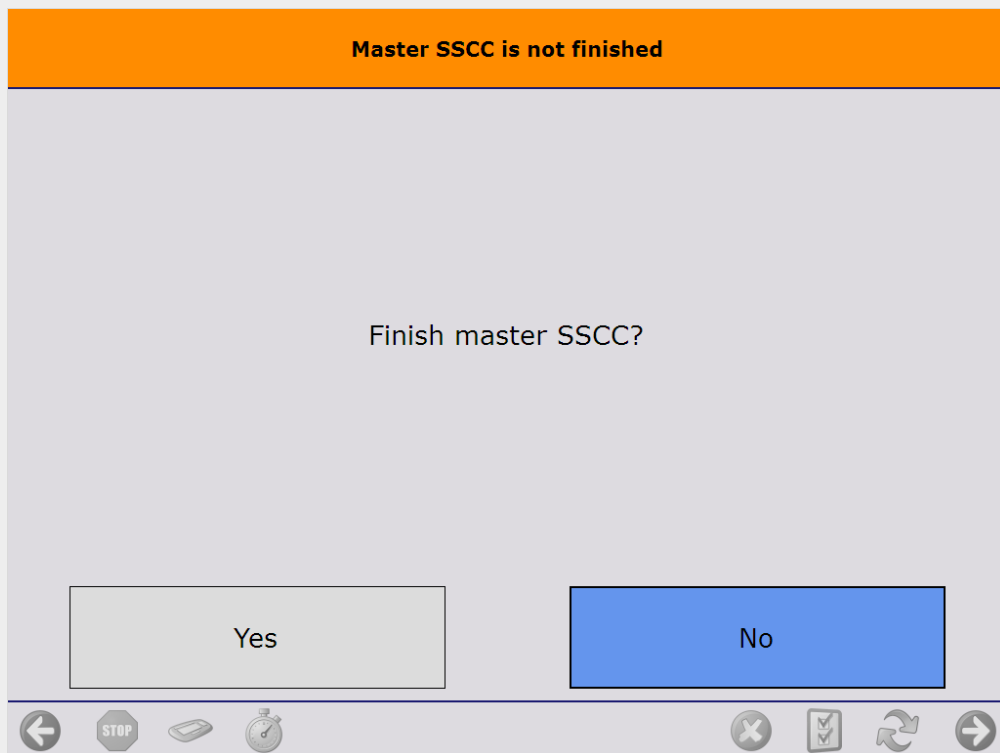 Master SSCC is not finished
Finish master SSCC?
Yes
No
STOP